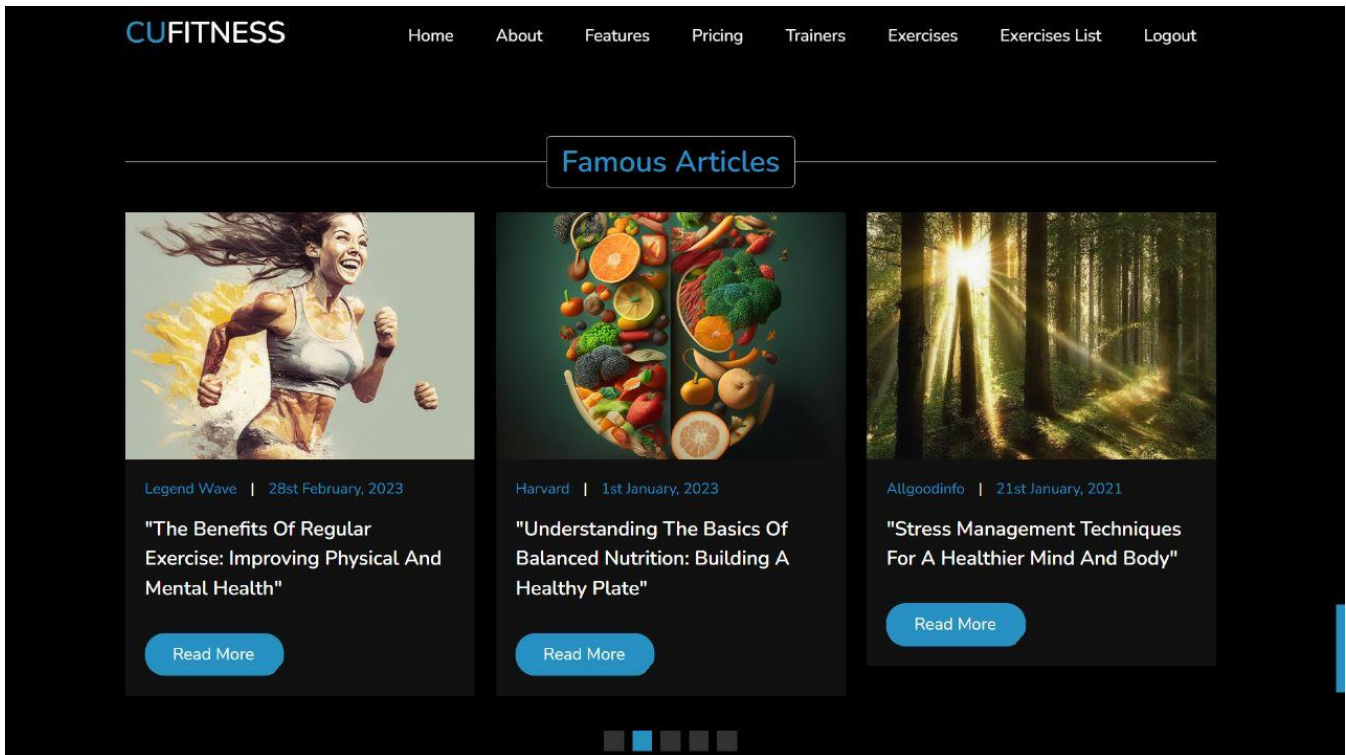 CUFITNESS
Home About Features Pricing Trainers Exercises Exercises List Logout
Famous Articles
Legend Wave | 28st February, 2023
"The Benefits Of Regular
Exercise: Improving Physical And
Mental Health"
Read More
Harvard | 1st January, 2023
"Understanding The Basics Of
Balanced Nutrition: Building A
Healthy Plate"
Read More
Allgoodinfo | 21st January, 2021
"Stress Management Techniques
For A Healthier Mind And Body"
Read More